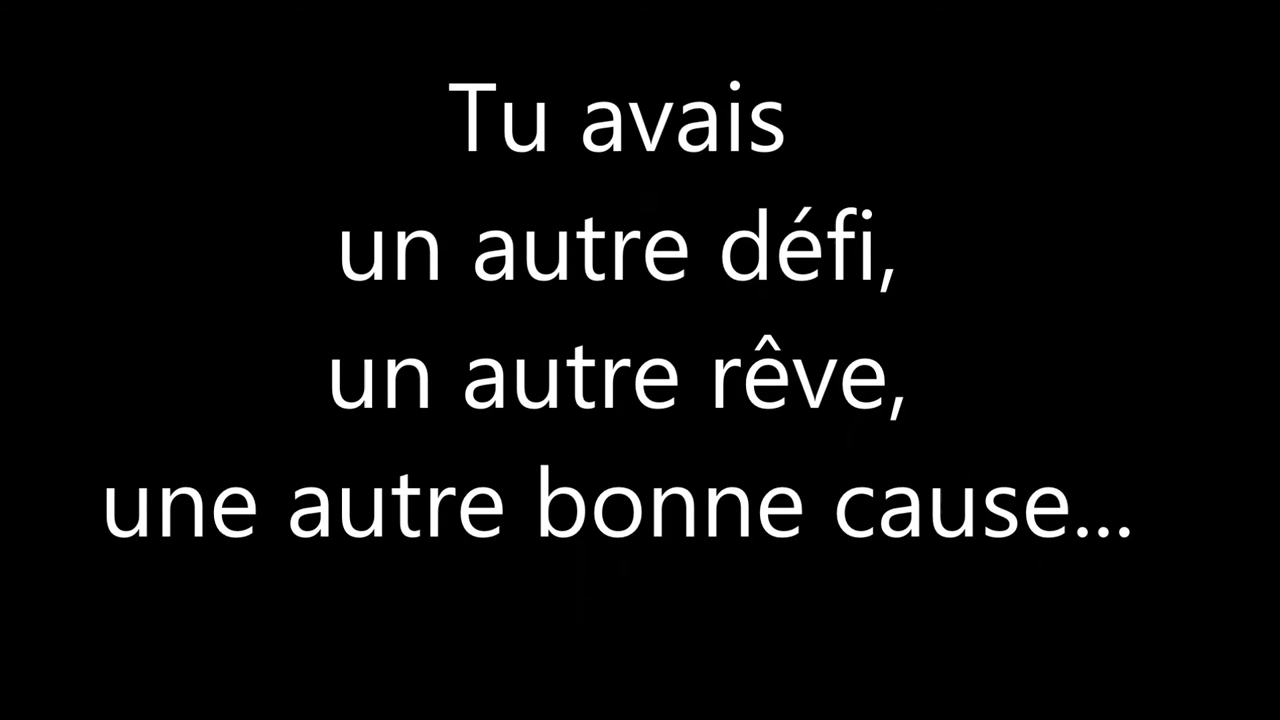 Tu avais
un autre défi,
un autre rêve,
une autre bonne cause...